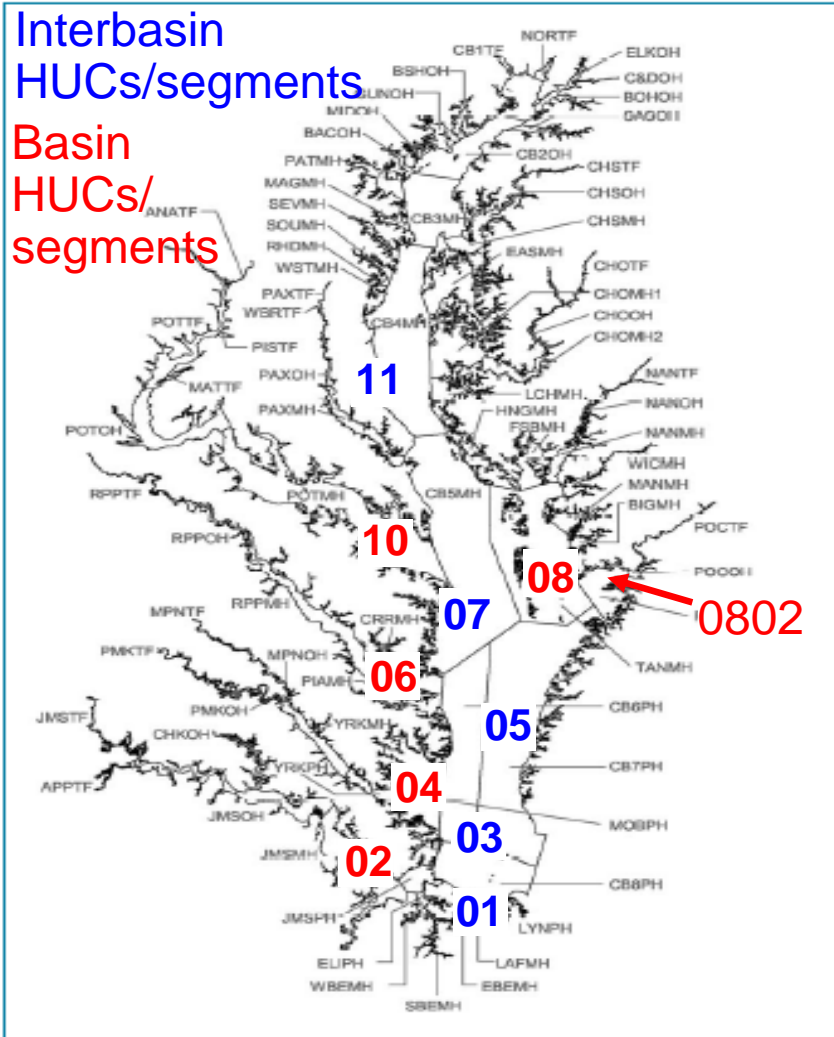 Interbasin
HUCs/segments
Basin
HUCs/
segments
NORTF
CB1TF
ELKOH
BSHOH
C&DOH
BOHOH
MIDOH
BACOH
CB2OH
PATMH
CHSTF
MAGMH
CHSOH
SEVMH
CB3MH
ANATF
CHSMH
SOUMH
RHDMH
EASMH
WSTMH
CHOTF
PAXTF
CHOMH1
WBRTF
CB4MH
CHOOH
POTTF
CHOMH2
PISTF
NANTF
MATTF
PAXOH
11
LCHMH
NANOH
PAXMH
HNGMH
FSBMH
POTOH
NANMH
WICMH
RPPTF
POTMH
CB5MH
MANMH
BIGMH
POCTF
RPPOH
10
08
POCOH
RPPMH
07
0802
MPNTF
CRRMH
PMKTF
MPNOH
06
TANMH
PIAMH
PMKOH
CB6PH
JMSTF
YRKMH
05
CHKOH
YRKPH
CB7PH
APPTF
04
JMSOH
MOBPH
03
JMSMH
02
CB8PH
JMSPH
01
LYNPH
ELIPH
LAFMH
WBEMH
EBEMH
SBEMH